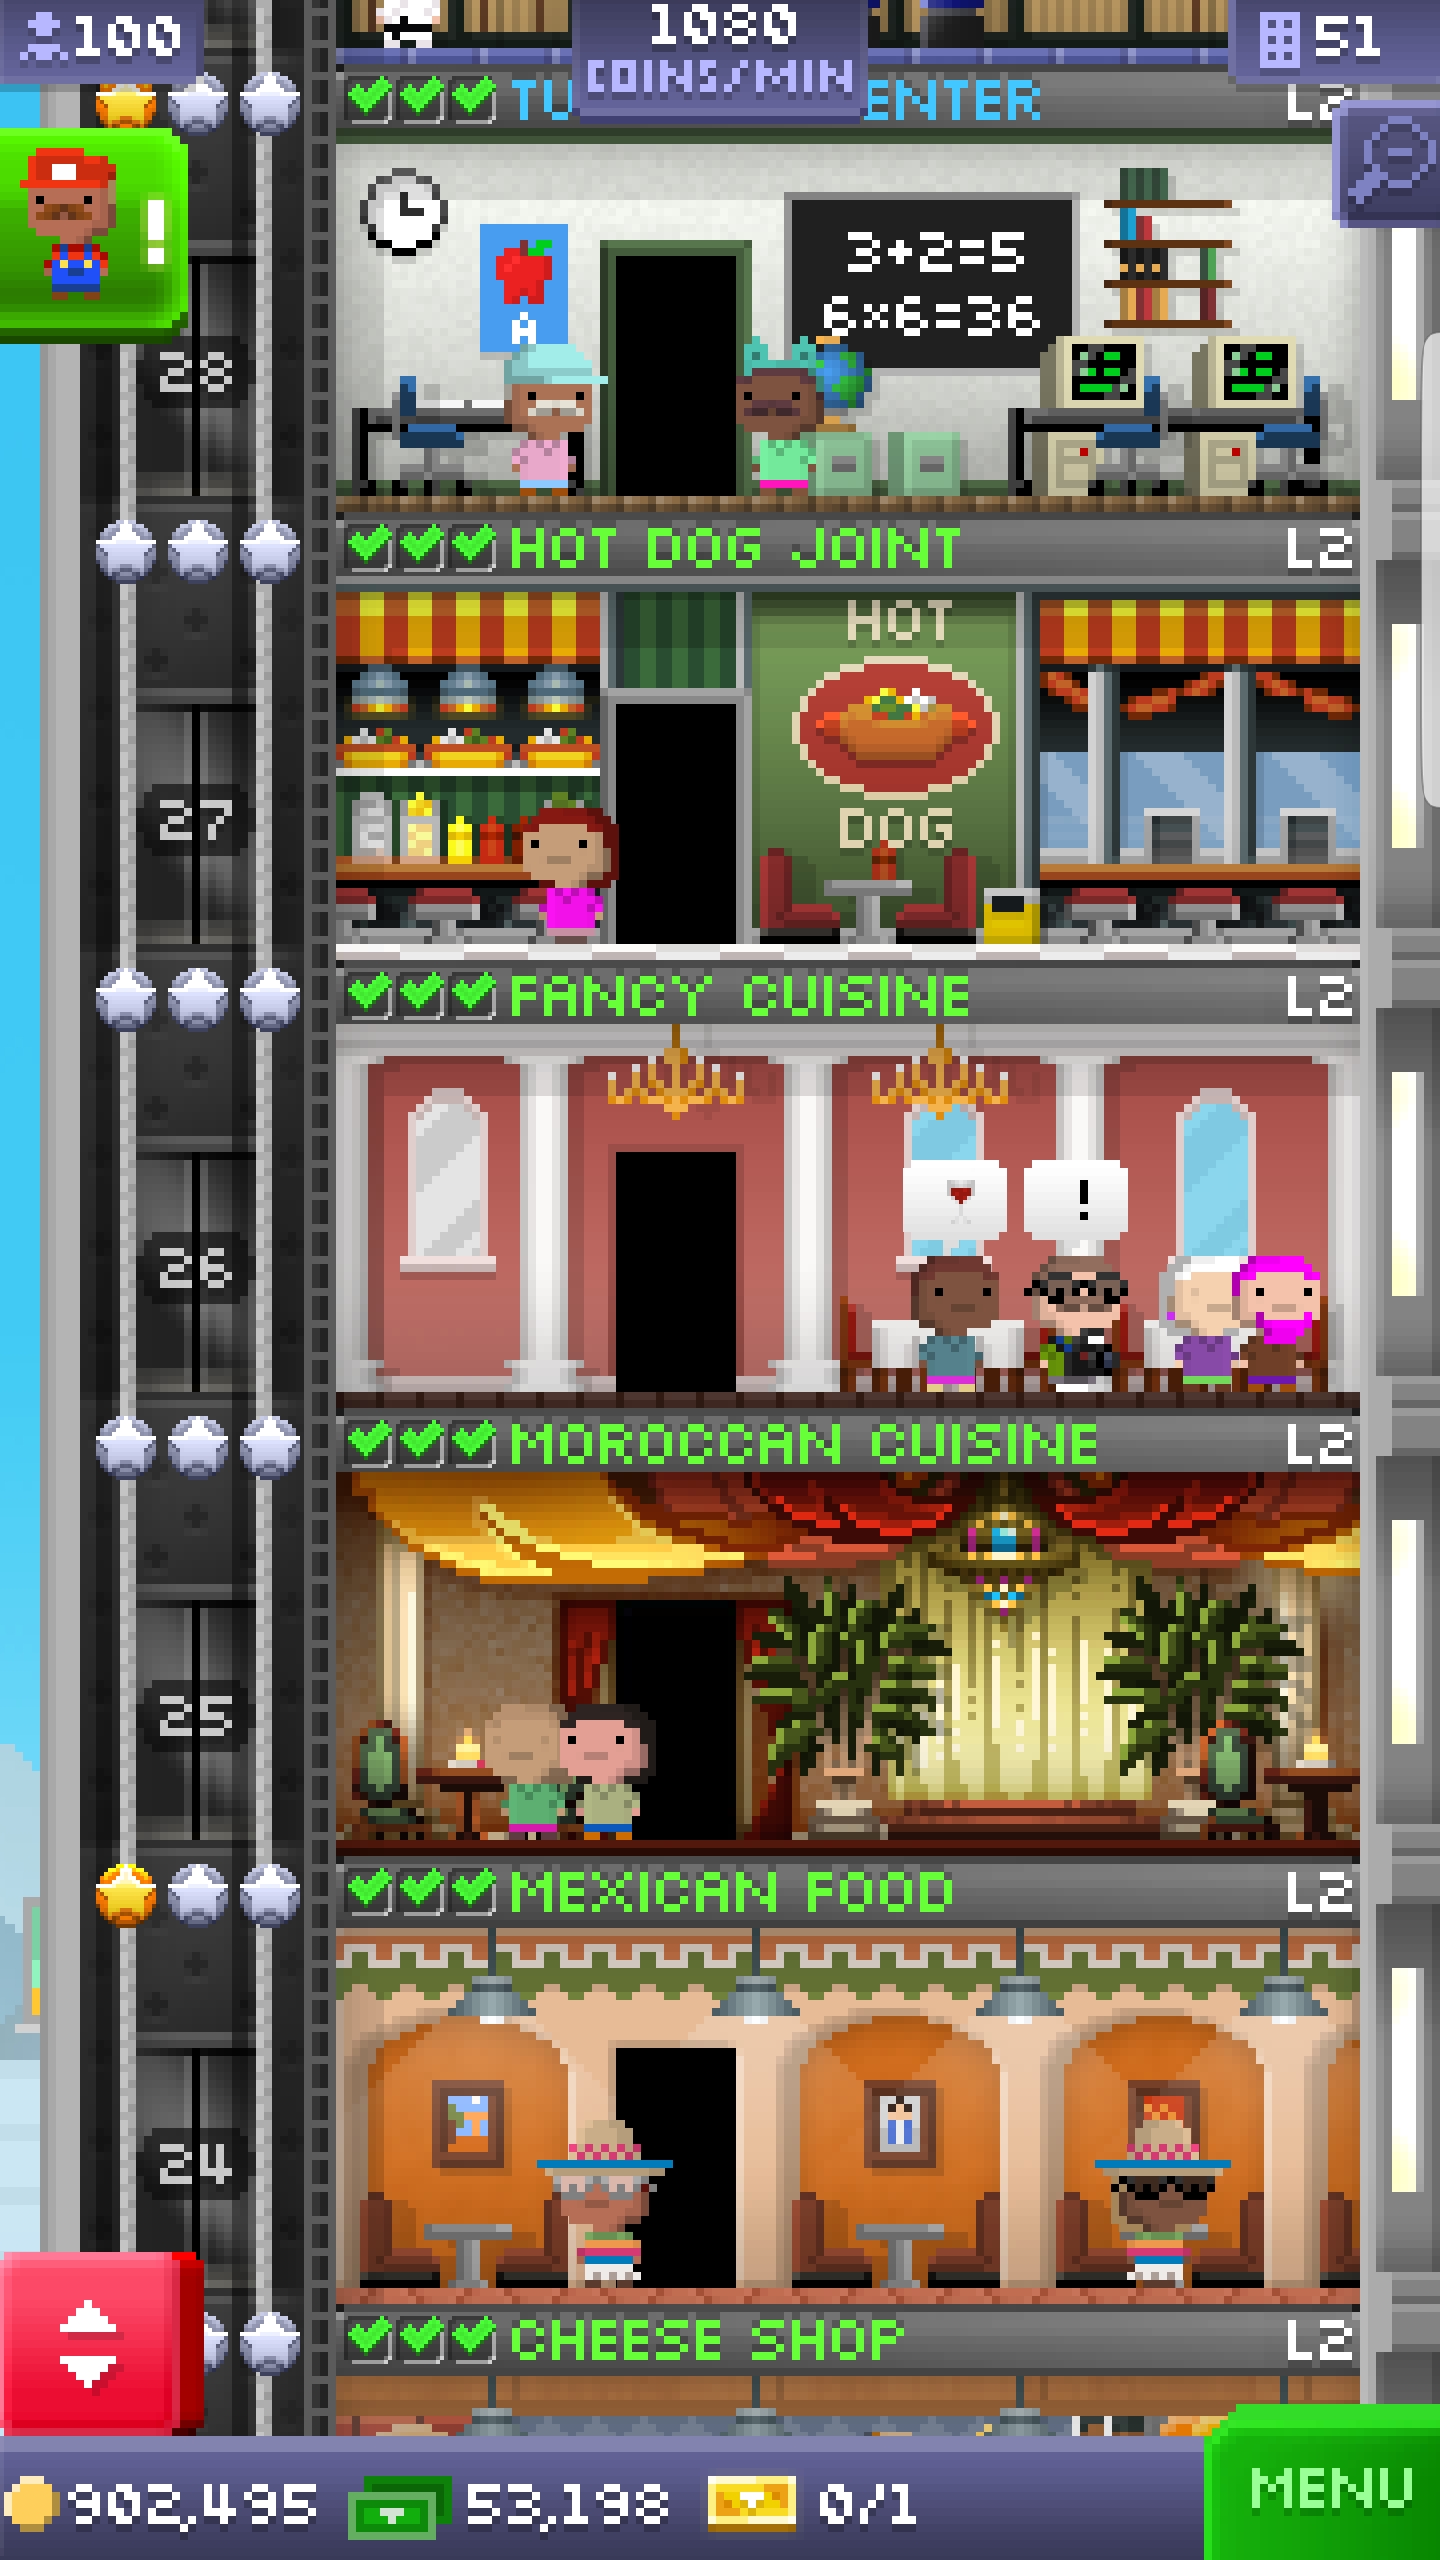 100
1080
COINS/MIN
51
TU ENTER
L2
3+2=5
6×6=36
A
!
28
HOT DOG JOINT L2
HOT
DOG
27
FANCY CUISINE L2
!
26
MOROCCAN CUISINE L2
25
MEXICAN FOOD L2
24
CHEESE SHOP L2
902,495 53,198 0/1
MENU